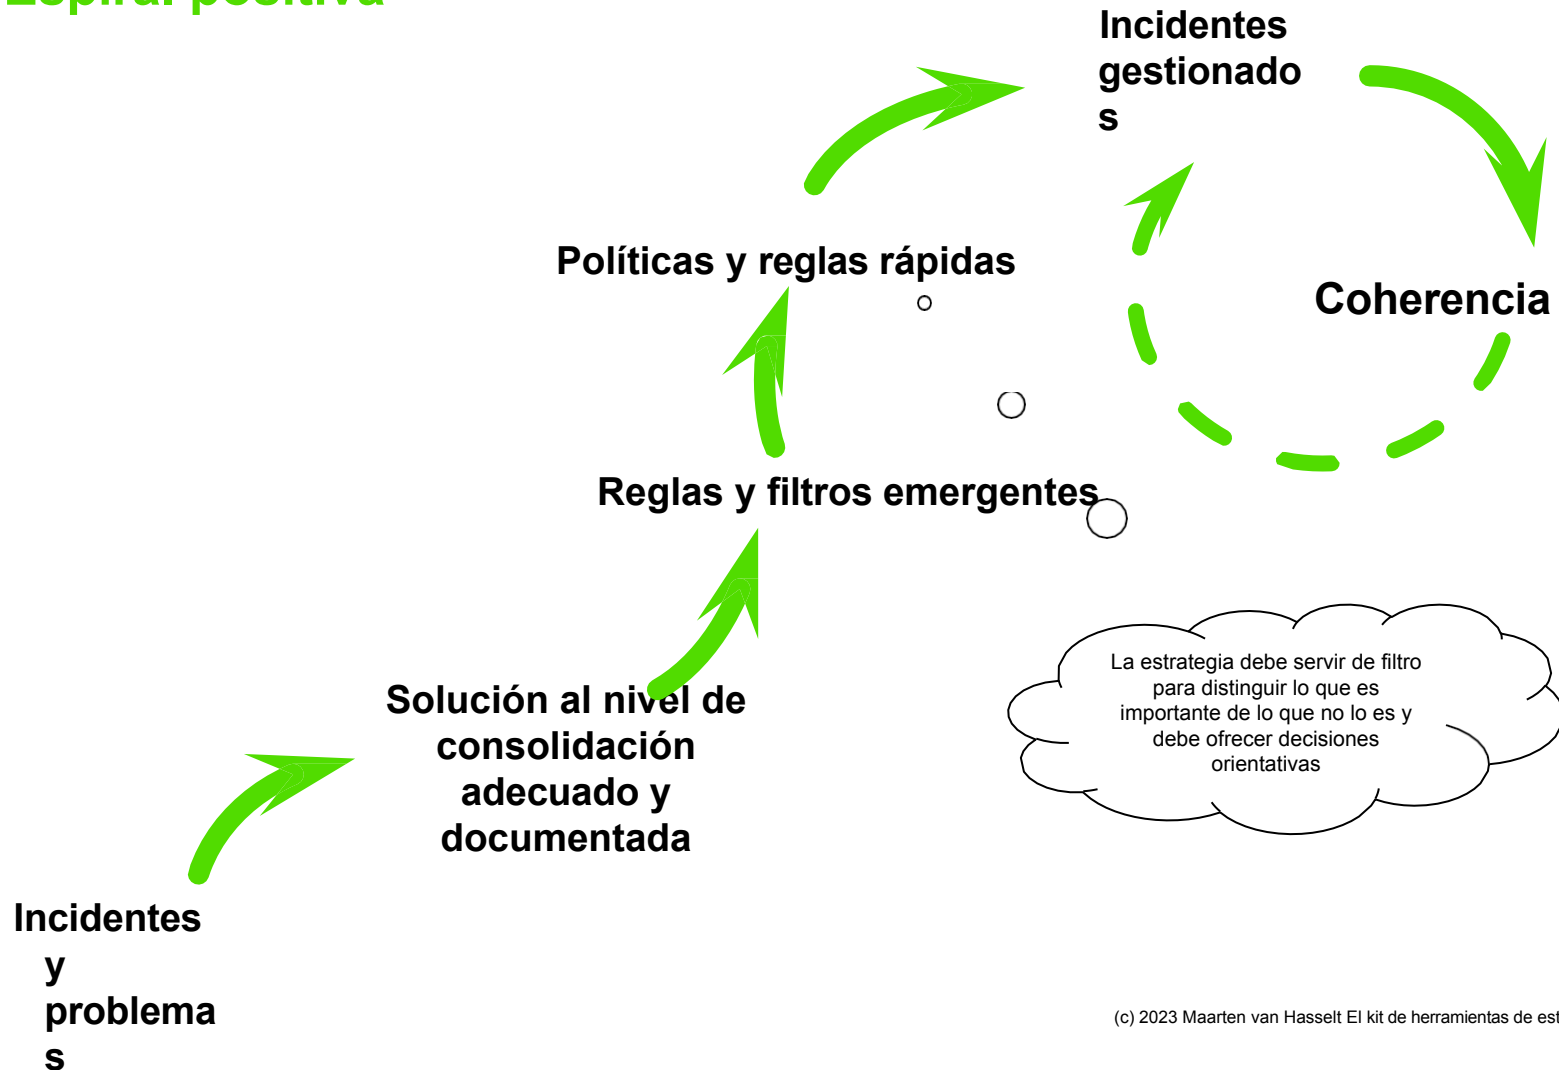 Espiral positiva
Incidentes
gestionado
s
Políticas y reglas rápidas
Coherencia
Reglas y filtros emergentes
La estrategia debe servir de filtro
para distinguir lo que es
importante de lo que no lo es y
debe ofrecer decisiones
orientativas
Solución al nivel de
consolidación
adecuado y
documentada
Incidentes
y
problema
s
(c) 2023 Maarten van Hasselt El kit de herramientas de est